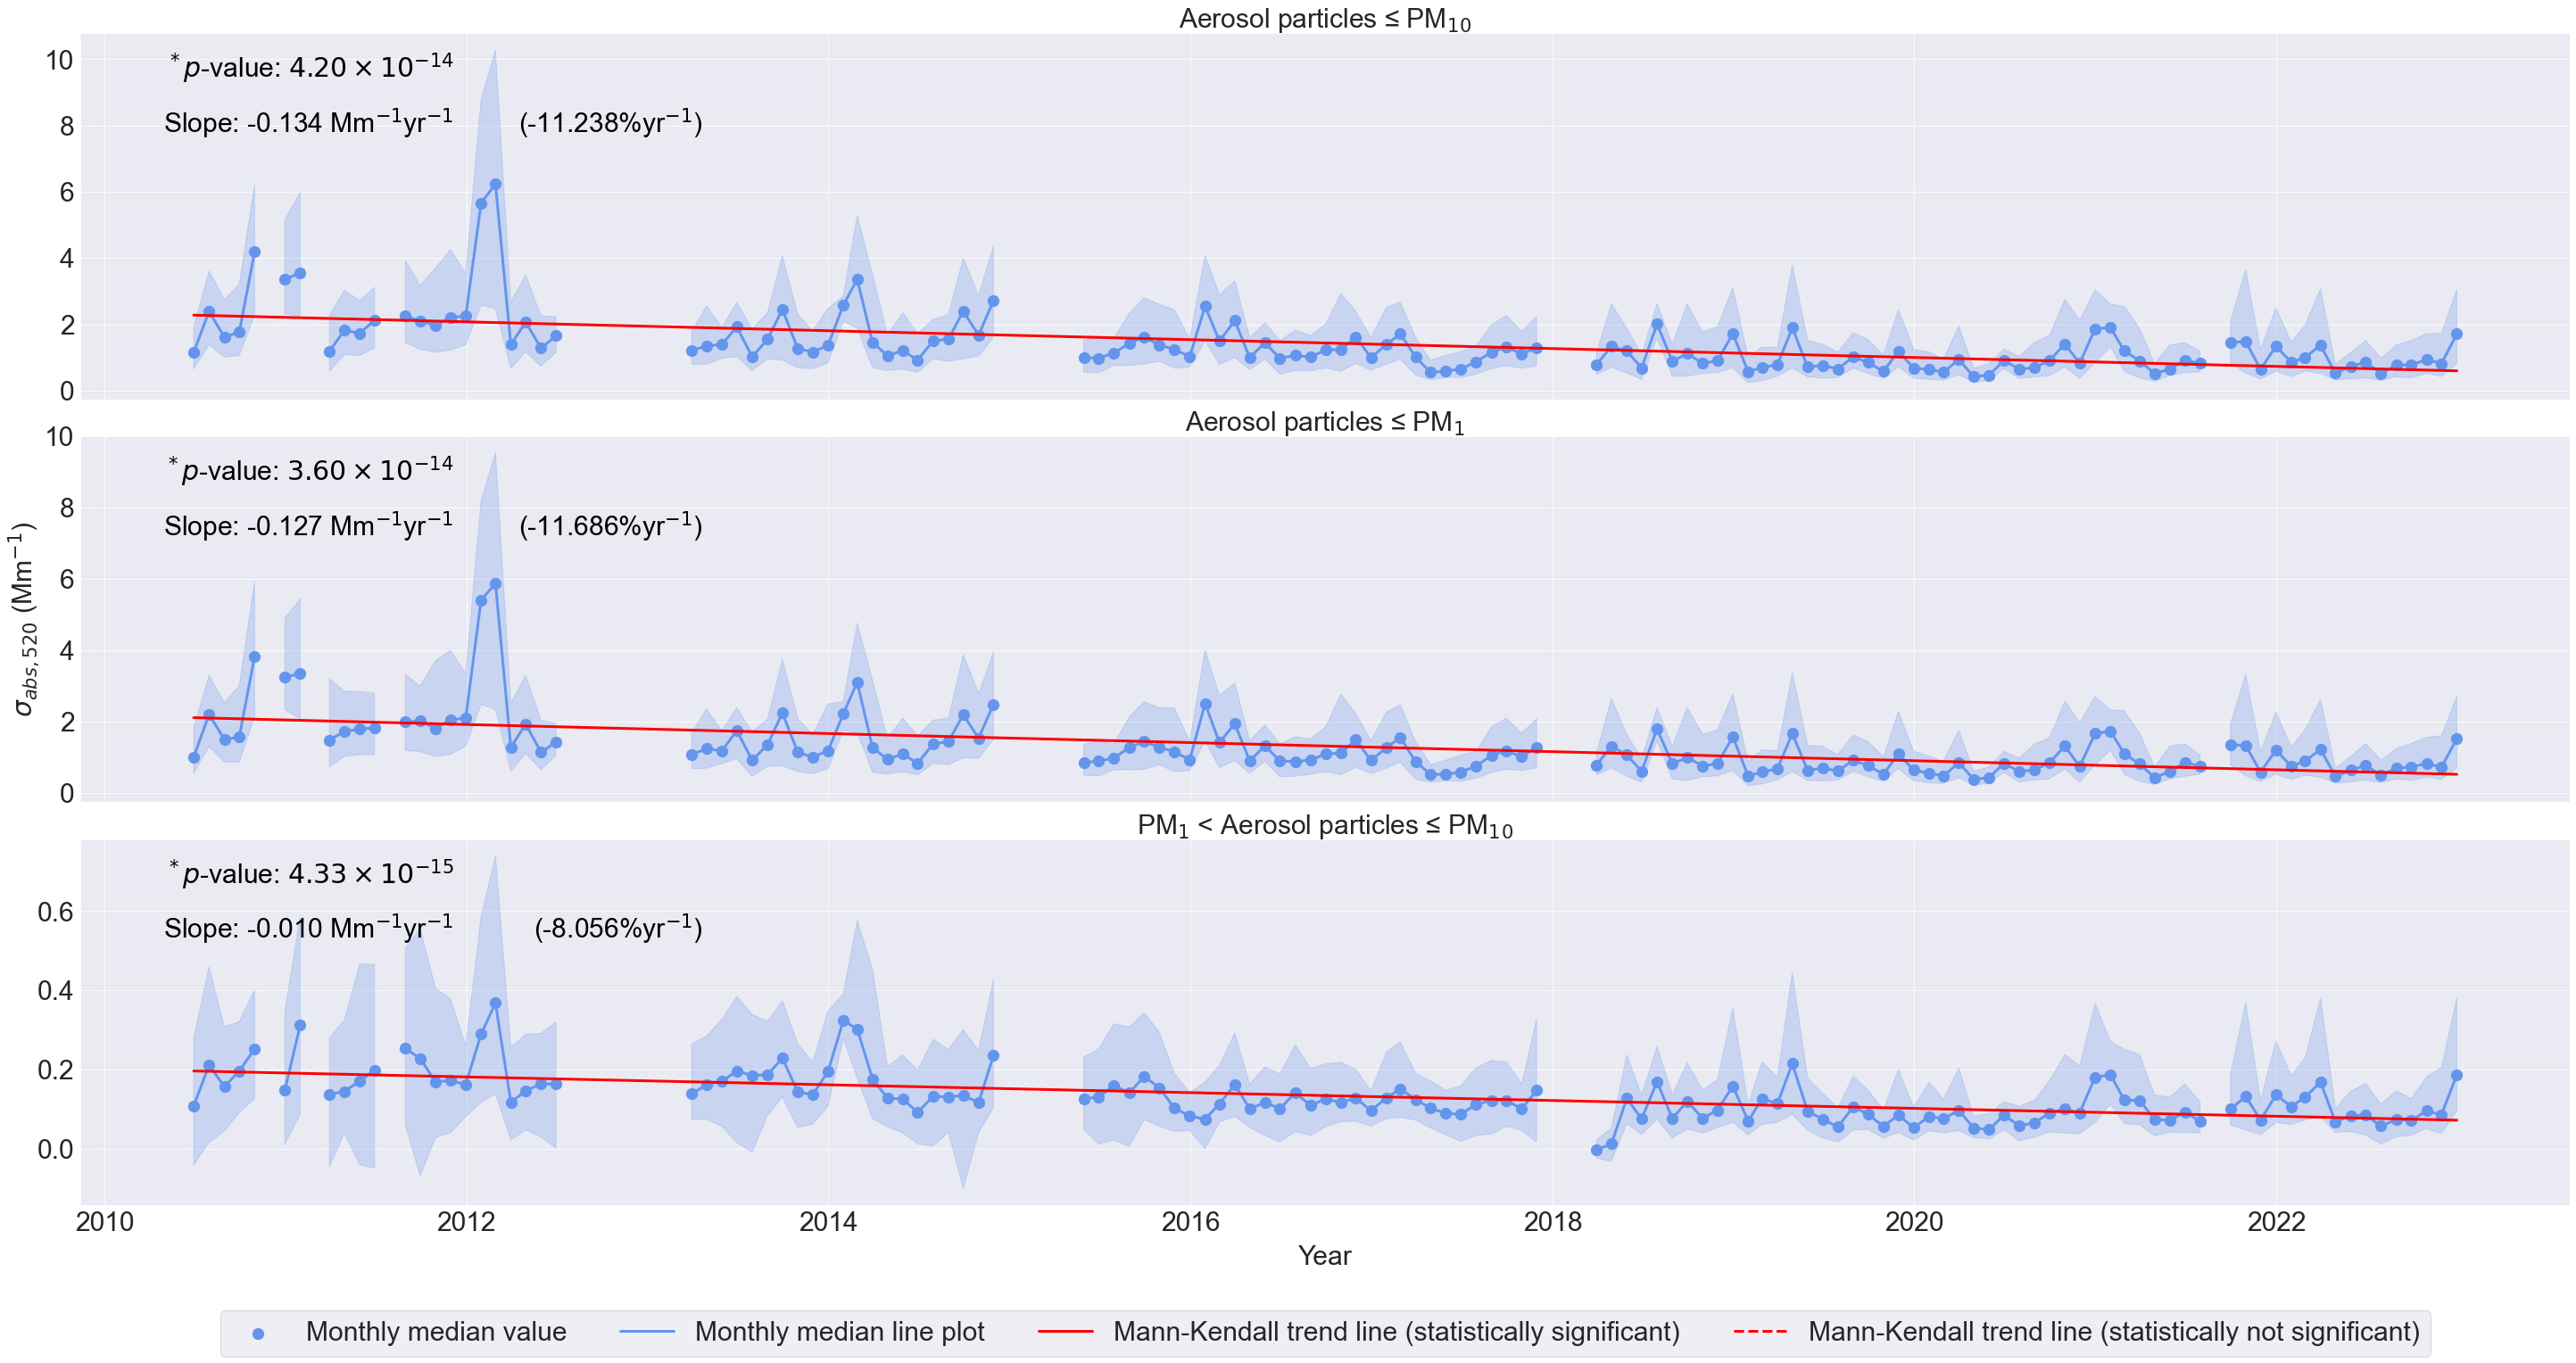 Aerosol particles ≤ PM₁₀
*p-value: 4.20 × 10⁻¹⁴
Slope: -0.134 Mm⁻¹yr⁻¹ (-11.238%yr⁻¹)
10
8
6
4
2
0
Aerosol particles ≤ PM₁
*p-value: 3.60 × 10⁻¹⁴
Slope: -0.127 Mm⁻¹yr⁻¹ (-11.686%yr⁻¹)
10
8
6
4
2
0
σabs,520 (Mm⁻¹)
PM₁ < Aerosol particles ≤ PM₁₀
*p-value: 4.33 × 10⁻¹⁵
Slope: -0.010 Mm⁻¹yr⁻¹ (-8.056%yr⁻¹)
0.6
0.4
0.2
0.0
2010 2012 2014 2016 2018 2020 2022
Year
Monthly median value Monthly median line plot Mann-Kendall trend line (statistically significant) Mann-Kendall trend line (statistically not significant)